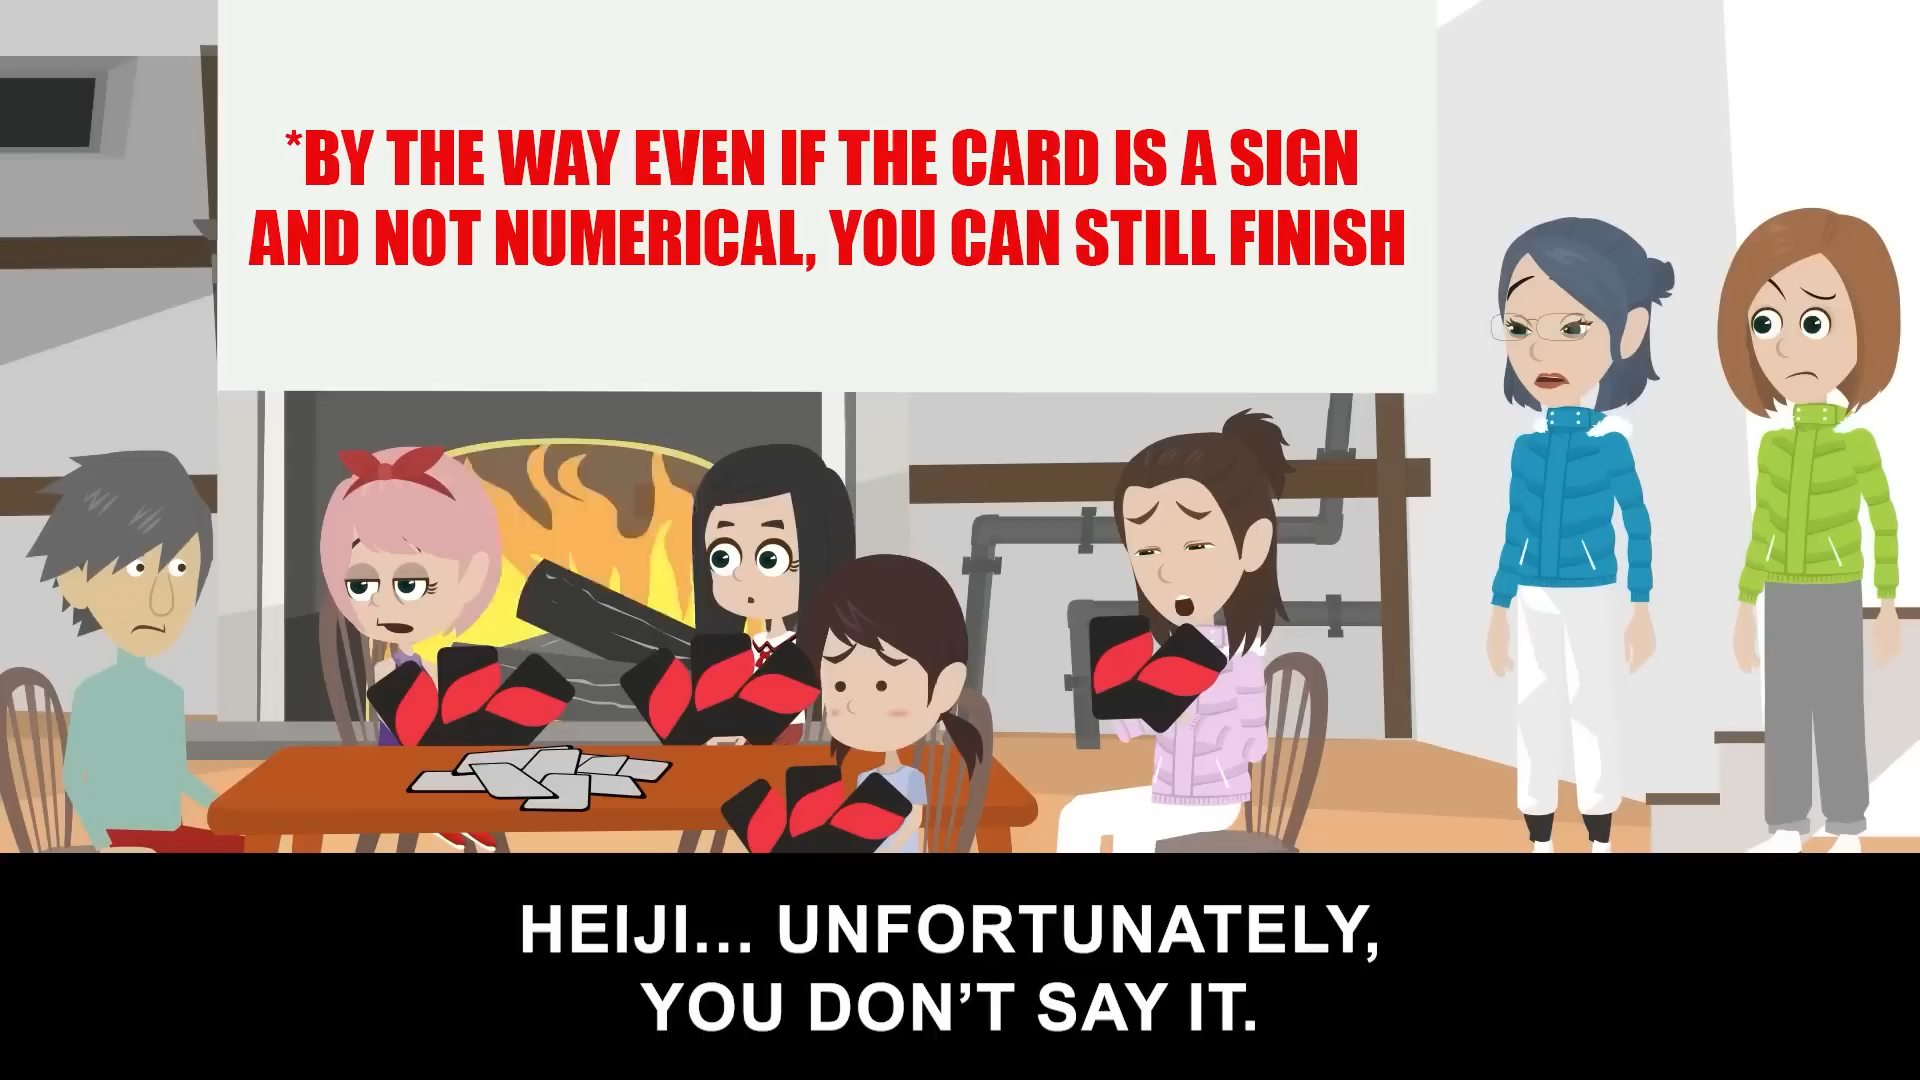 *BY THE WAY EVEN IF THE CARD IS A SIGN
AND NOT NUMERICAL, YOU CAN STILL FINISH
HEIJI... UNFORTUNATELY,
YOU DON'T SAY IT.